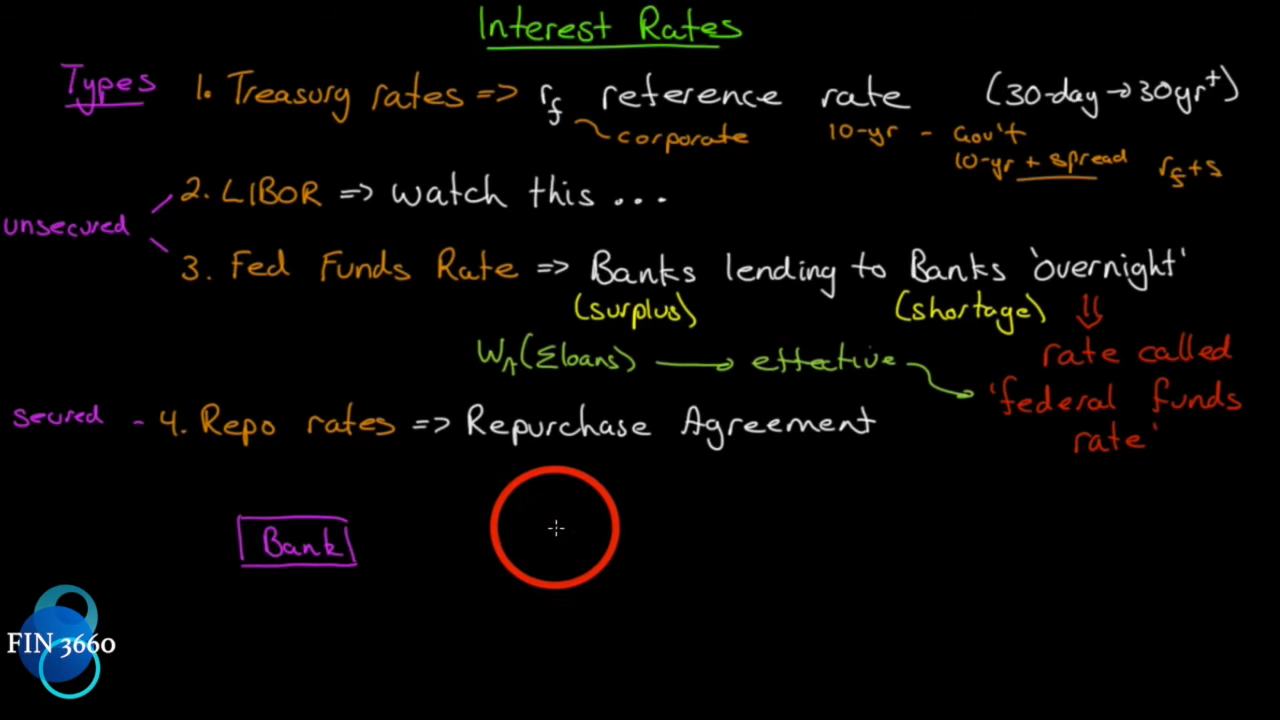 Interest Rates
Types 1. Treasury rates => rf reference rate (30-day → 30yr+)
corporate 10-yr - Gov't
10-yr + spread rf+s
2. LIBOR => watch this ...
unsecured
3. Fed Funds Rate => Banks lending to Banks 'overnight'
(surplus) (shortage)
WA(Σloans) → effective rate called
'federal funds
rate'
secured - 4. Repo rates => Repurchase Agreement
Bank
FIN 3660